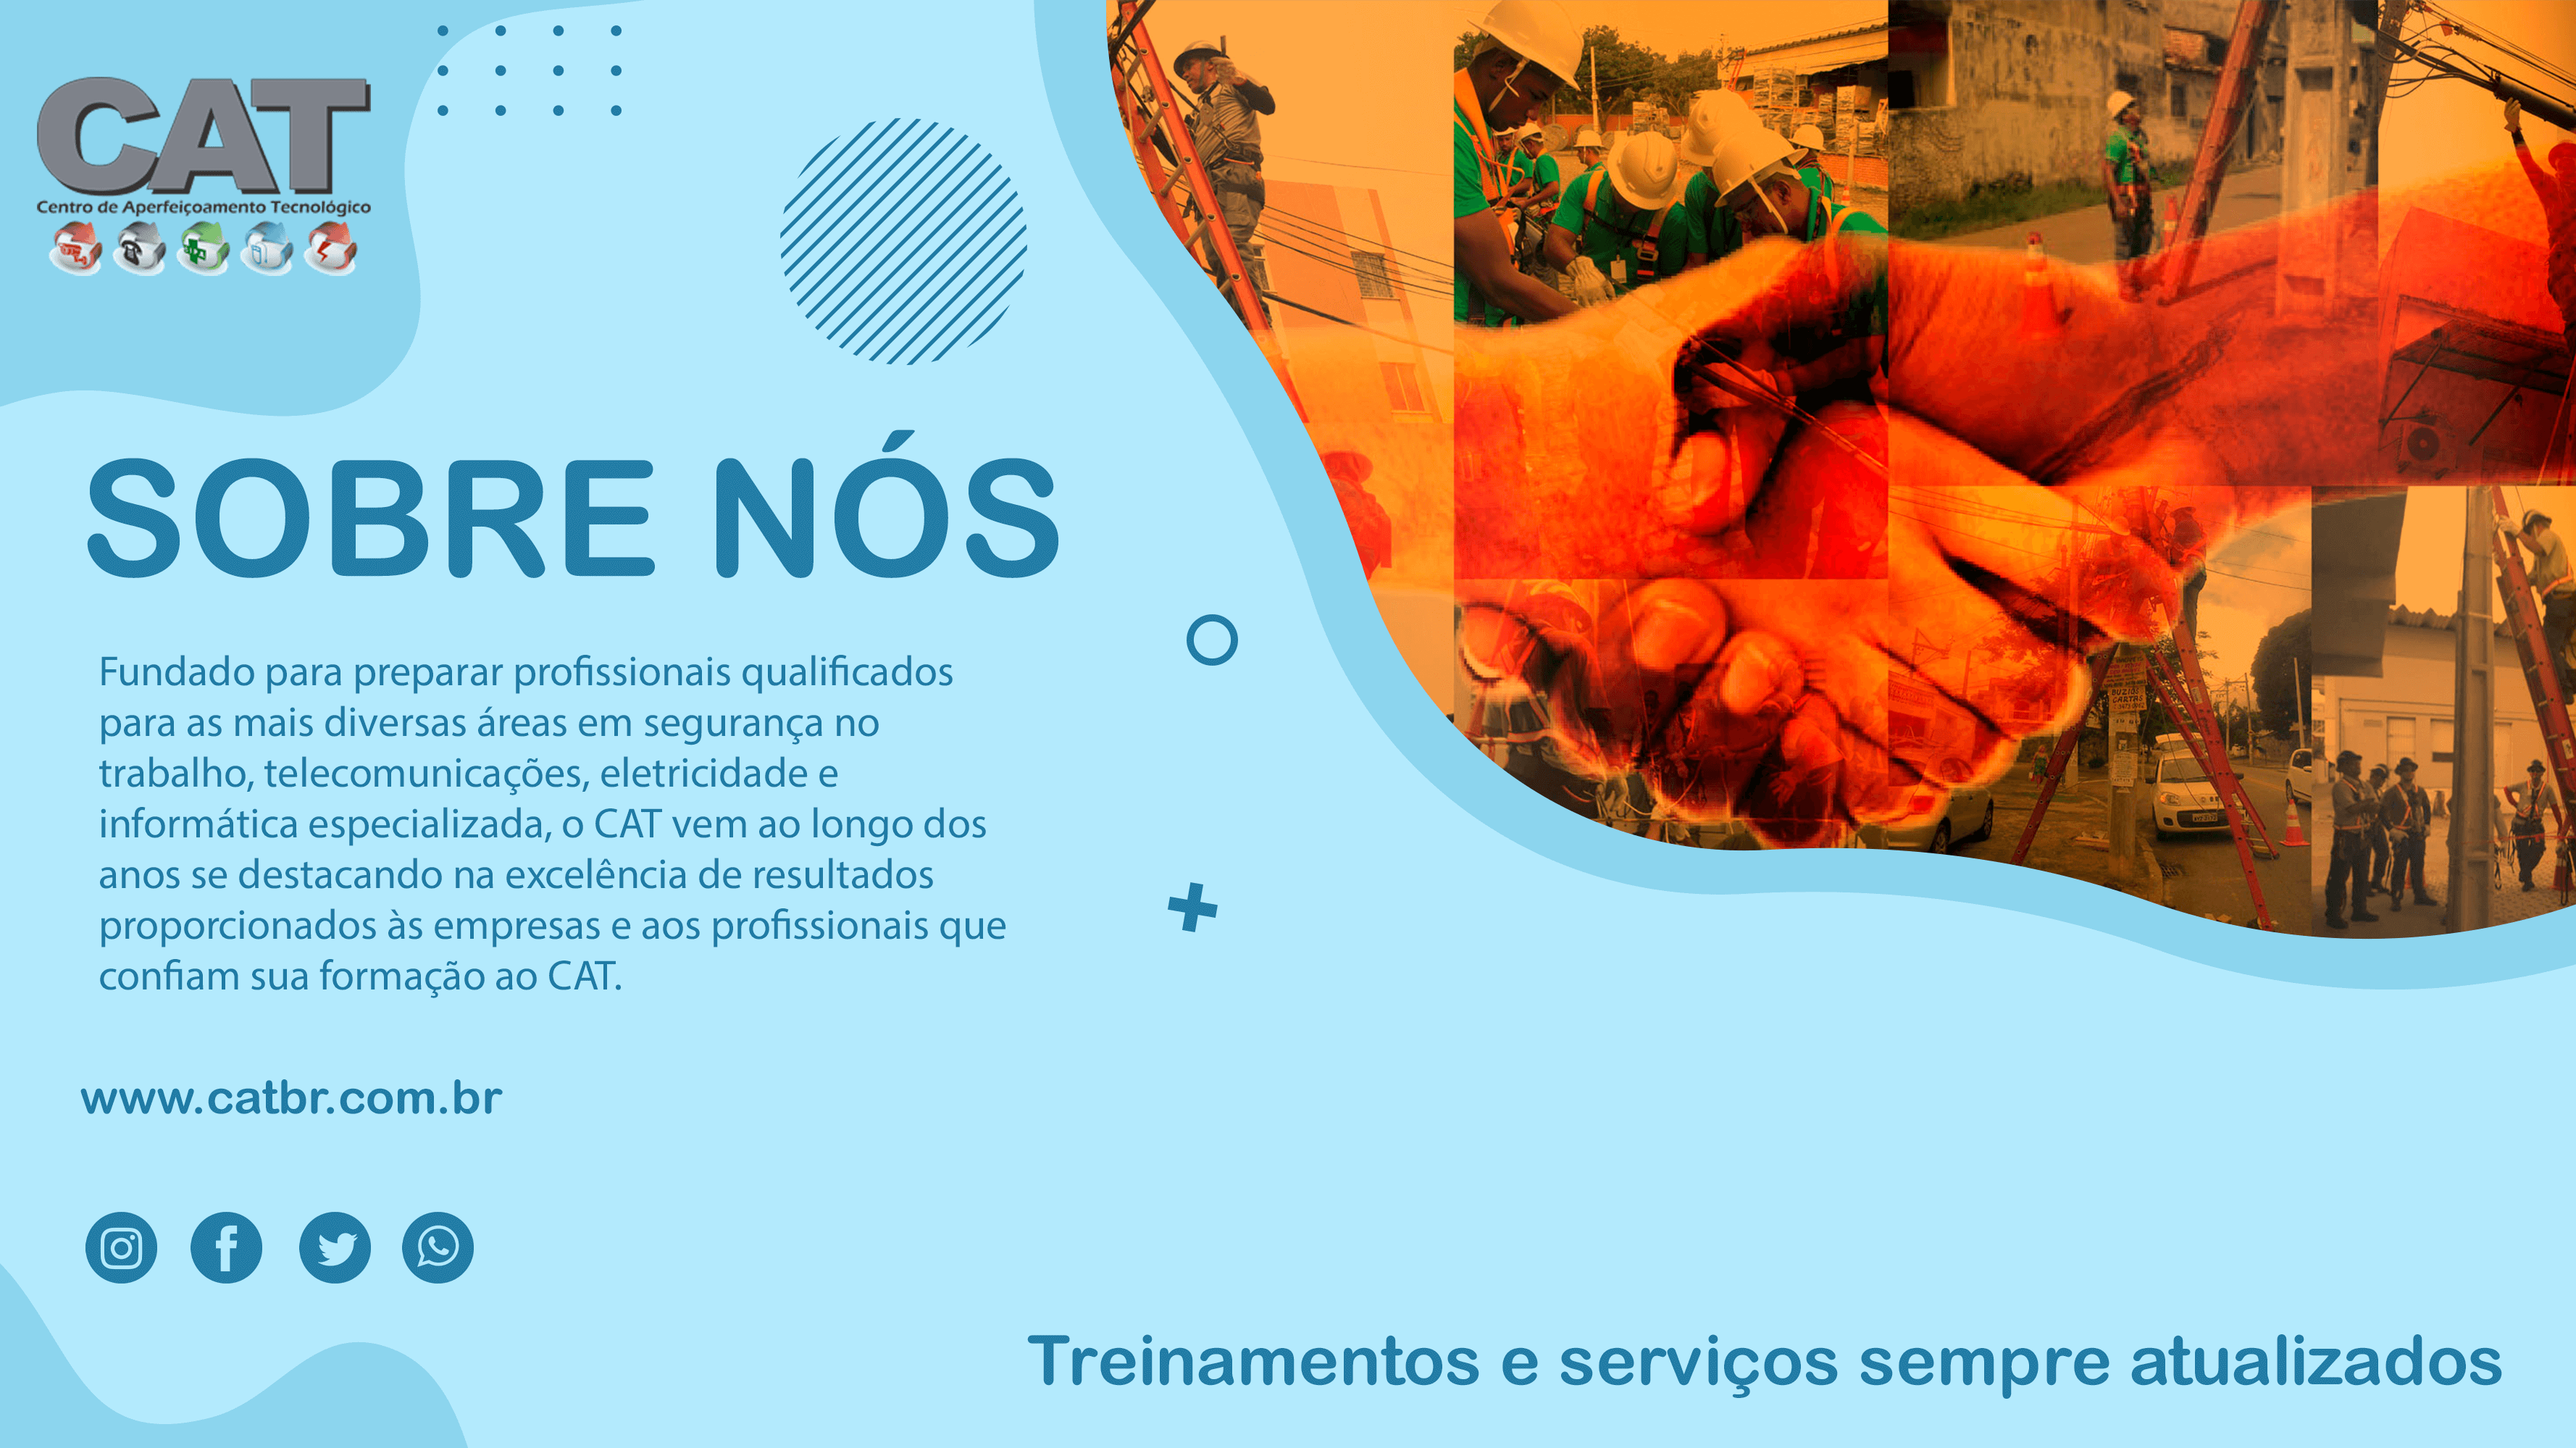 CAT
Centro de Aperfeiçoamento Tecnológico
SOBRE NÓS
Fundado para preparar profissionais qualificados
para as mais diversas áreas em segurança no
trabalho, telecomunicações, eletricidade e
informática especializada, o CAT vem ao longo dos
anos se destacando na excelência de resultados
proporcionados às empresas e aos profissionais que
confiam sua formação ao CAT.
www.catbr.com.br
BUZIOS
CARTAS
Treinamentos e serviços sempre atualizados